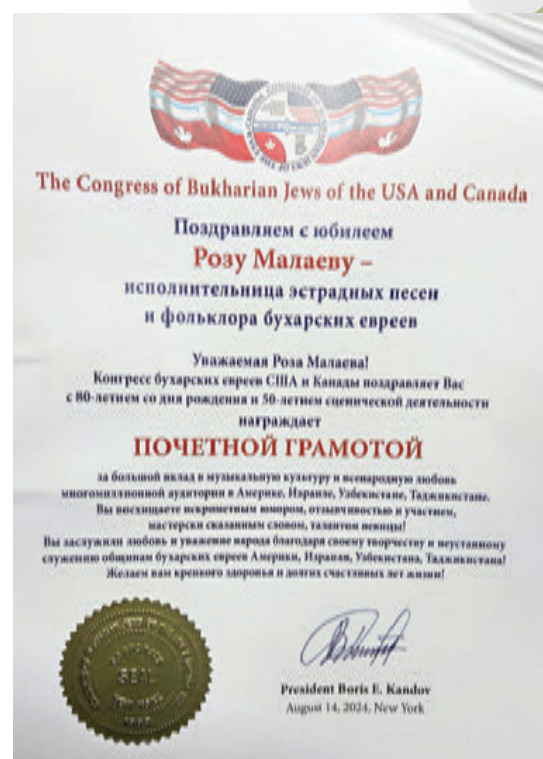 The Congress of Bukharian Jews of the USA and Canada
Поздравляем с юбилеем
Розу Малаеву –
исполнительница эстрадных песен
и фольклора бухарских евреев
Уважаемая Роза Малаева!
Конгресс бухарских евреев США и Канады поздравляет Вас
с 80-летием со дня рождения и 50-летием сценической деятельности
награждает
ПОЧЕТНОЙ ГРАМОТОЙ
за большой вклад в музыкальную культуру и всенародную любовь
многомиллионной аудитории в Америке, Израиле, Узбекистане, Таджикистане.
Вы восхищаете искрометным юмором, отзывчивостью и участием,
мастерски сказанным словом, талантом певицы!
Вы заслужили любовь и уважение народа благодаря своему творчеству и неустанному
служению общинам бухарских евреев Америки, Израиля, Узбекистана, Таджикистана!
Желаем вам крепкого здоровья и долгих счастливых лет жизни!
SEAL
President Boris E. Kandov
August 14, 2024, New York